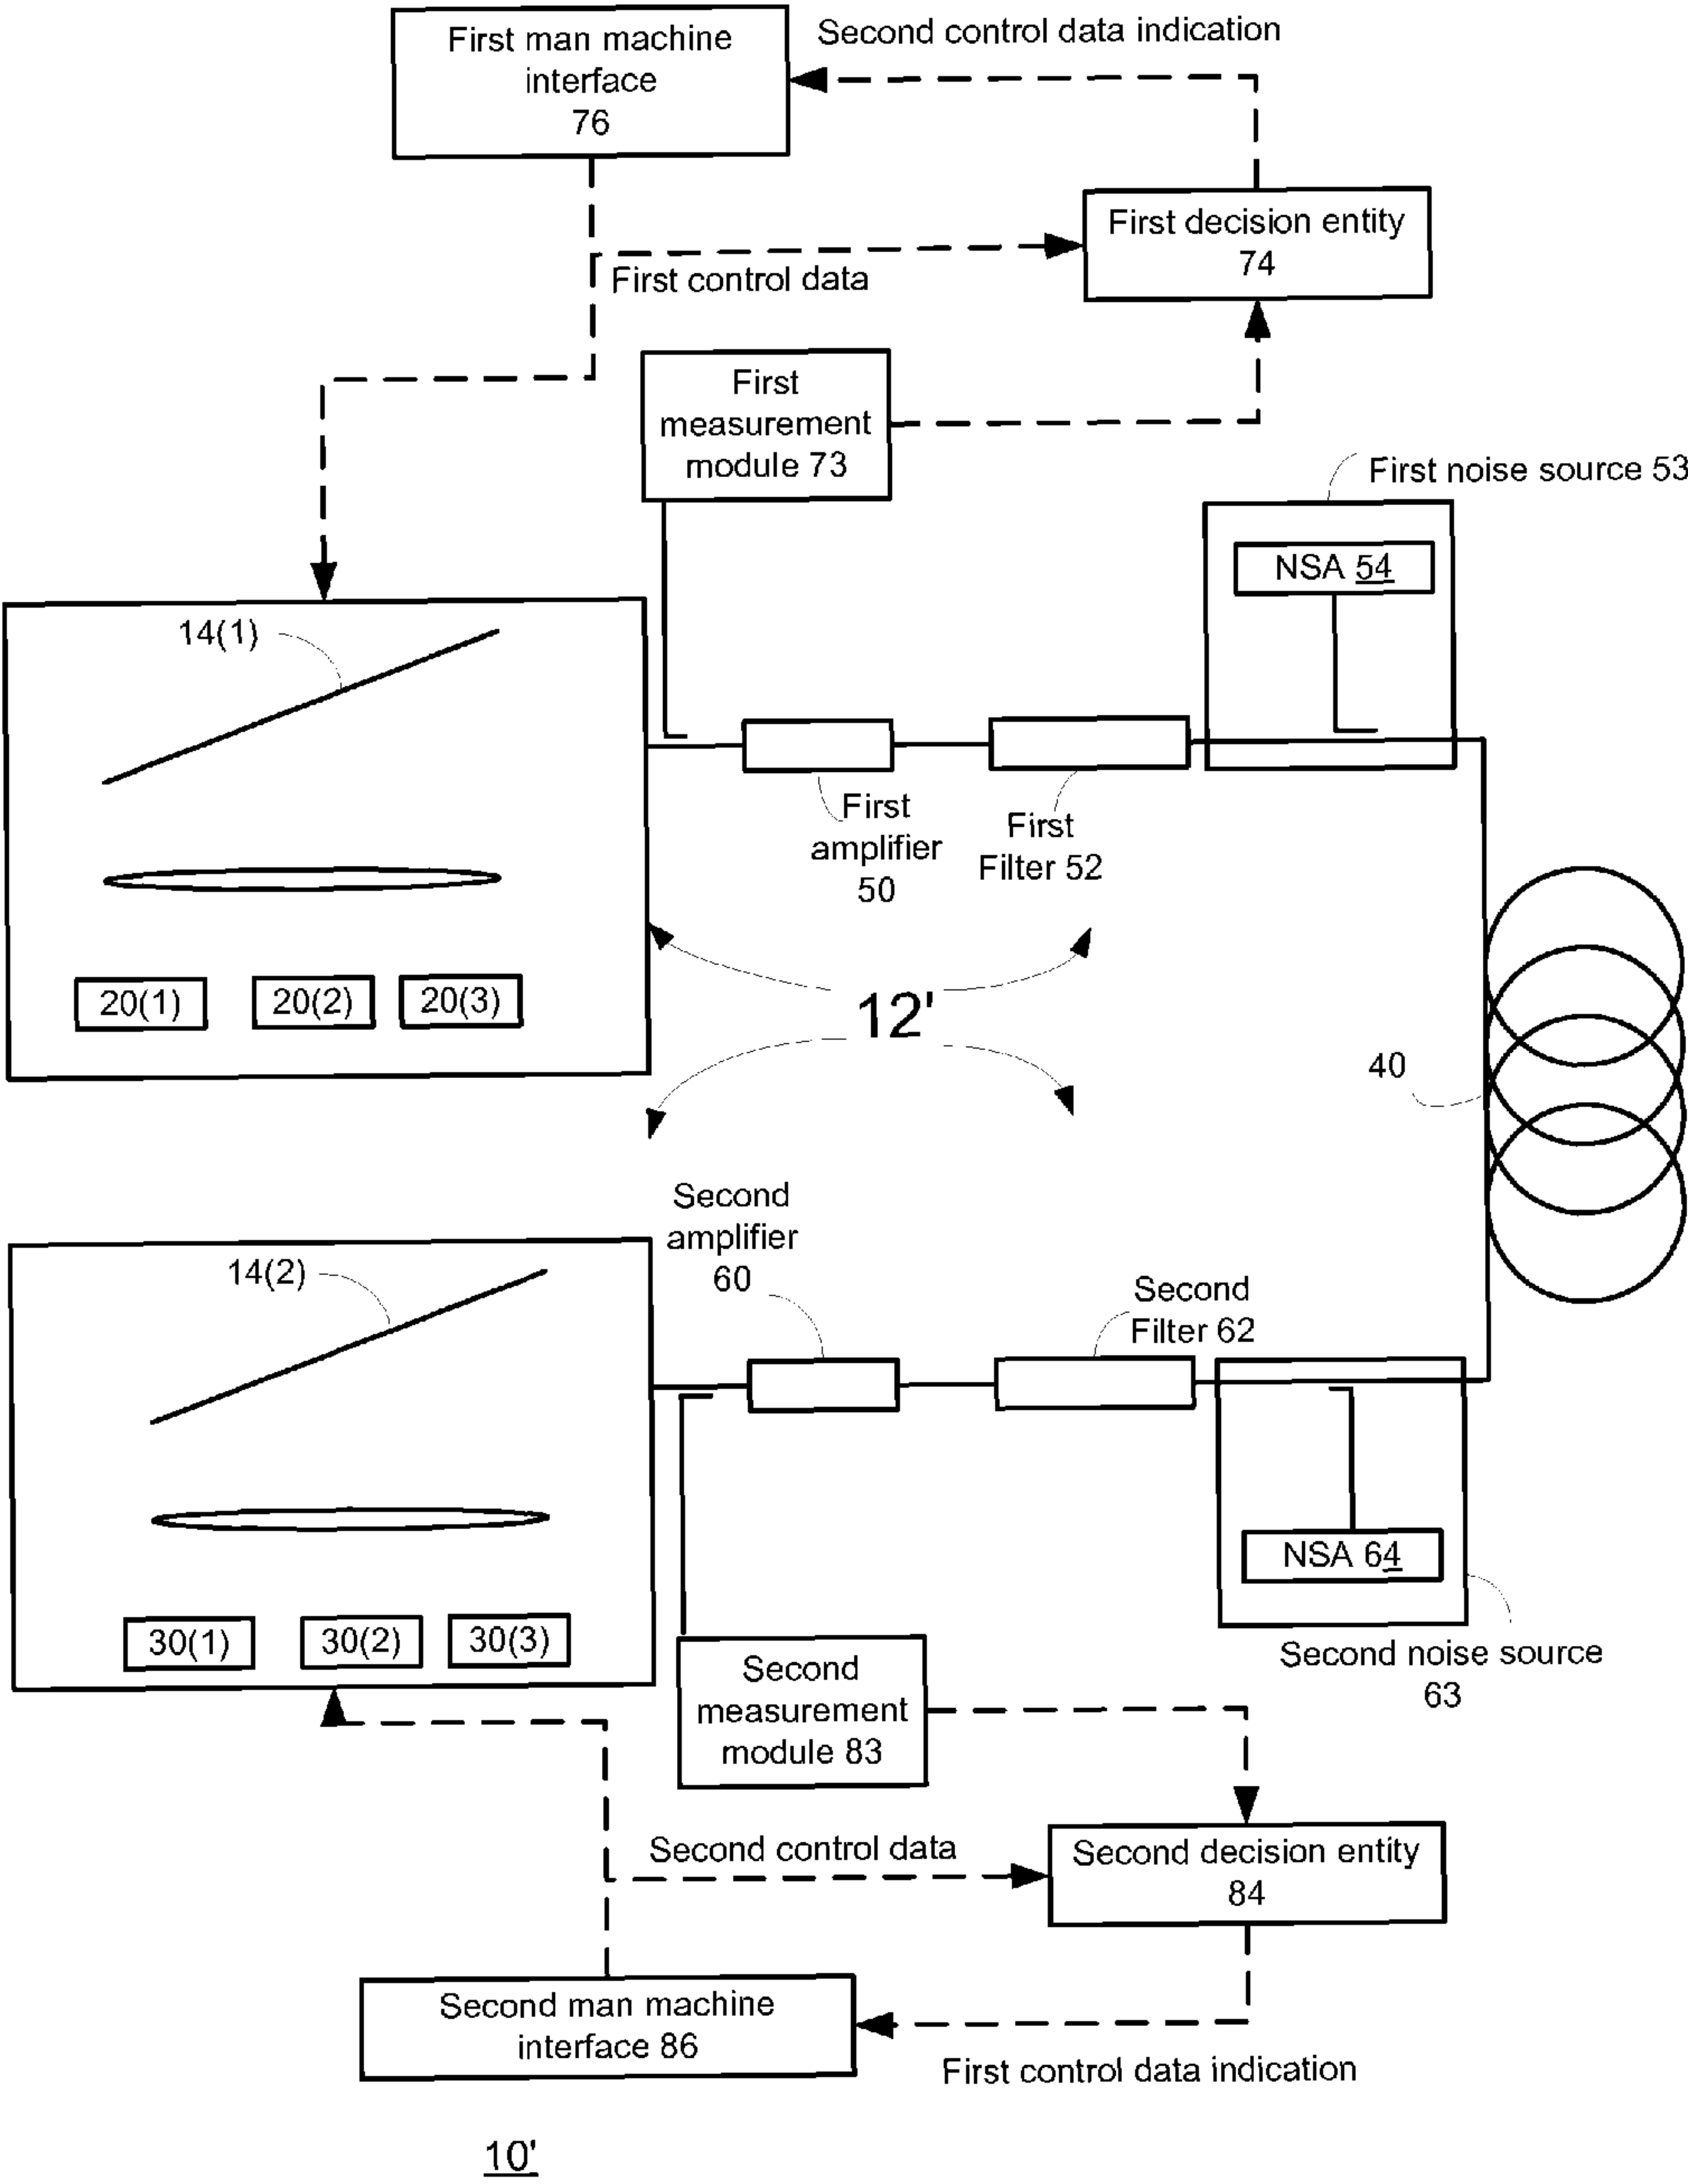 First man machine
interface
76
Second control data indication
First decision entity
74
First control data
First
measurement
module 73
First noise source 53
NSA 54
14(1)
First
amplifier
50
First
Filter 52
20(1)
20(2)
20(3)
12'
40
Second
amplifier
60
14(2)
Second
Filter 62
NSA 64
30(1)
30(2)
30(3)
Second noise source
63
Second
measurement
module 83
Second control data
Second decision entity
84
Second man machine
interface 86
First control data indication
10'